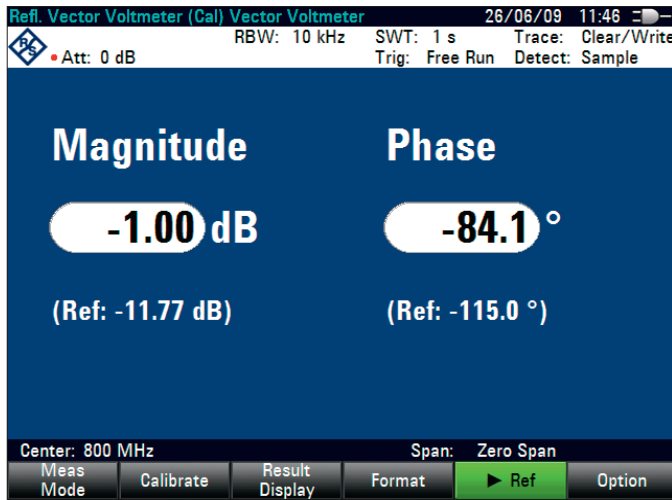 Refl. Vector Voltmeter (Cal) Vector Voltmeter 26/06/09 11:46
R&S RBW: 10 kHz SWT: 1 s Trace: Clear/Write
Att: 0 dB Trig: Free Run Detect: Sample
Magnitude Phase
-1.00 dB -84.1 °
(Ref: -11.77 dB) (Ref: -115.0 °)
Center: 800 MHz Span: Zero Span
Meas Mode Calibrate Result Display Format ► Ref Option